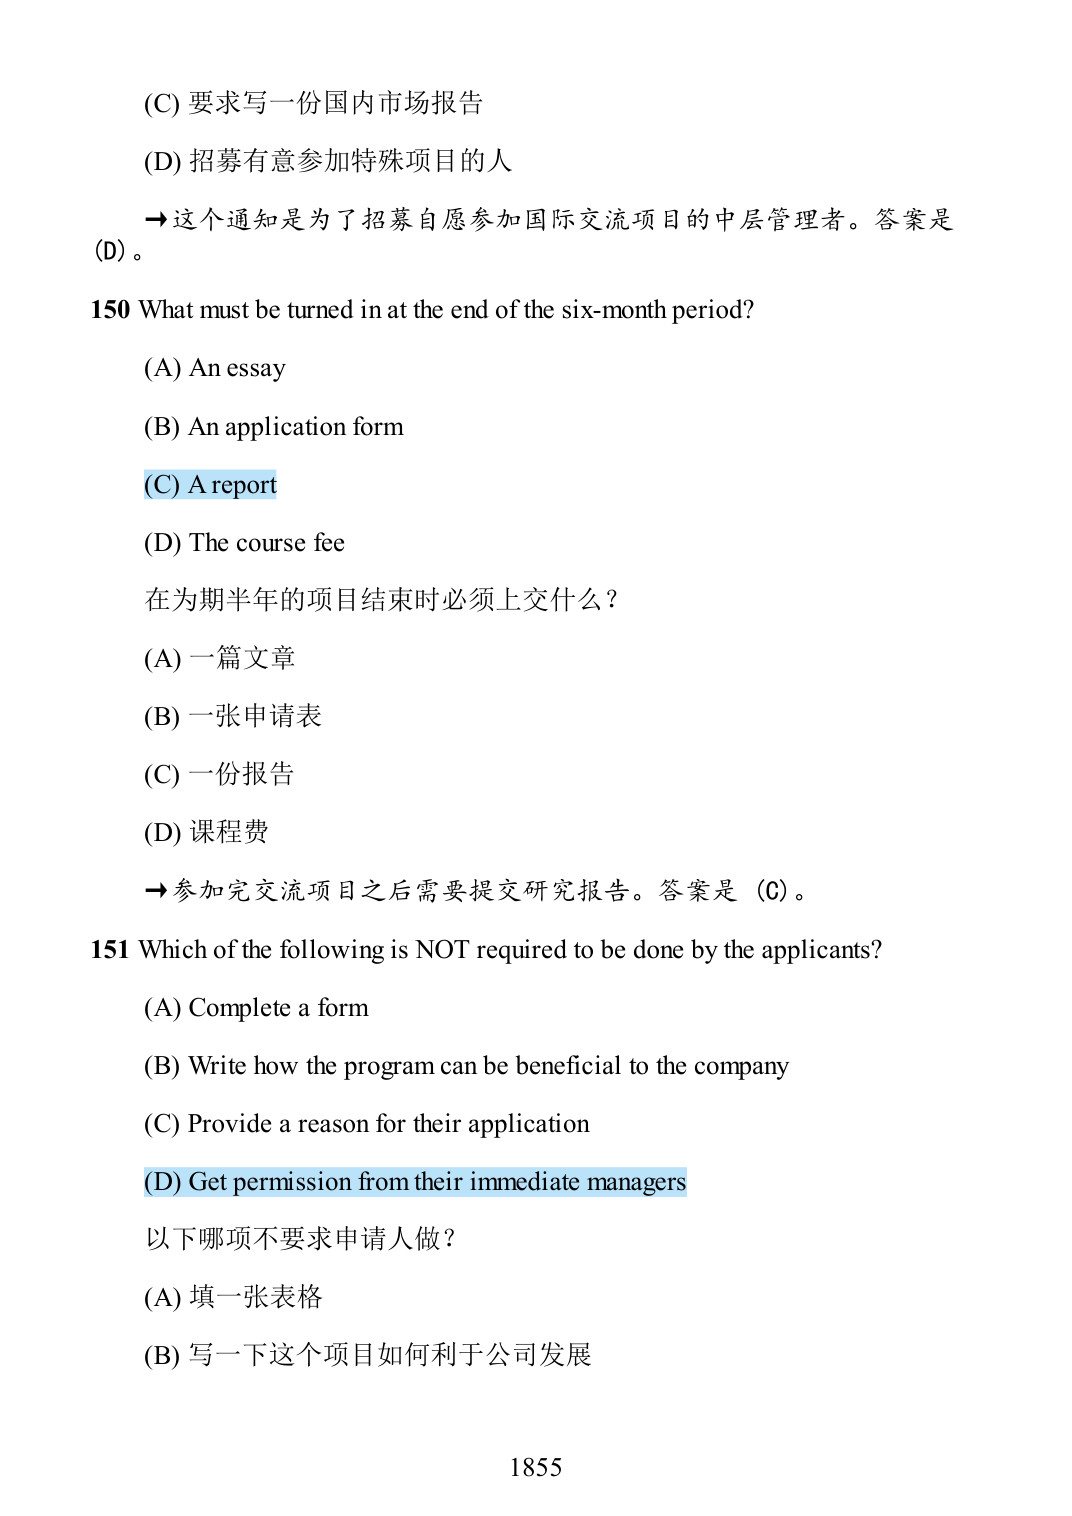 (C) 要求写一份国内市场报告
(D) 招募有意参加特殊项目的人
➞这个通知是为了招募自愿参加国际交流项目的中层管理者。答案是
(D)。
150 What must be turned in at the end of the six-month period?
(A) An essay
(B) An application form
(C) A report
(D) The course fee
在为期半年的项目结束时必须上交什么？
(A) 一篇文章
(B) 一张申请表
(C) 一份报告
(D) 课程费
➞参加完交流项目之后需要提交研究报告。答案是 (C)。
151 Which of the following is NOT required to be done by the applicants?
(A) Complete a form
(B) Write how the program can be beneficial to the company
(C) Provide a reason for their application
(D) Get permission from their immediate managers
以下哪项不要求申请人做？
(A) 填一张表格
(B) 写一下这个项目如何利于公司发展
1855